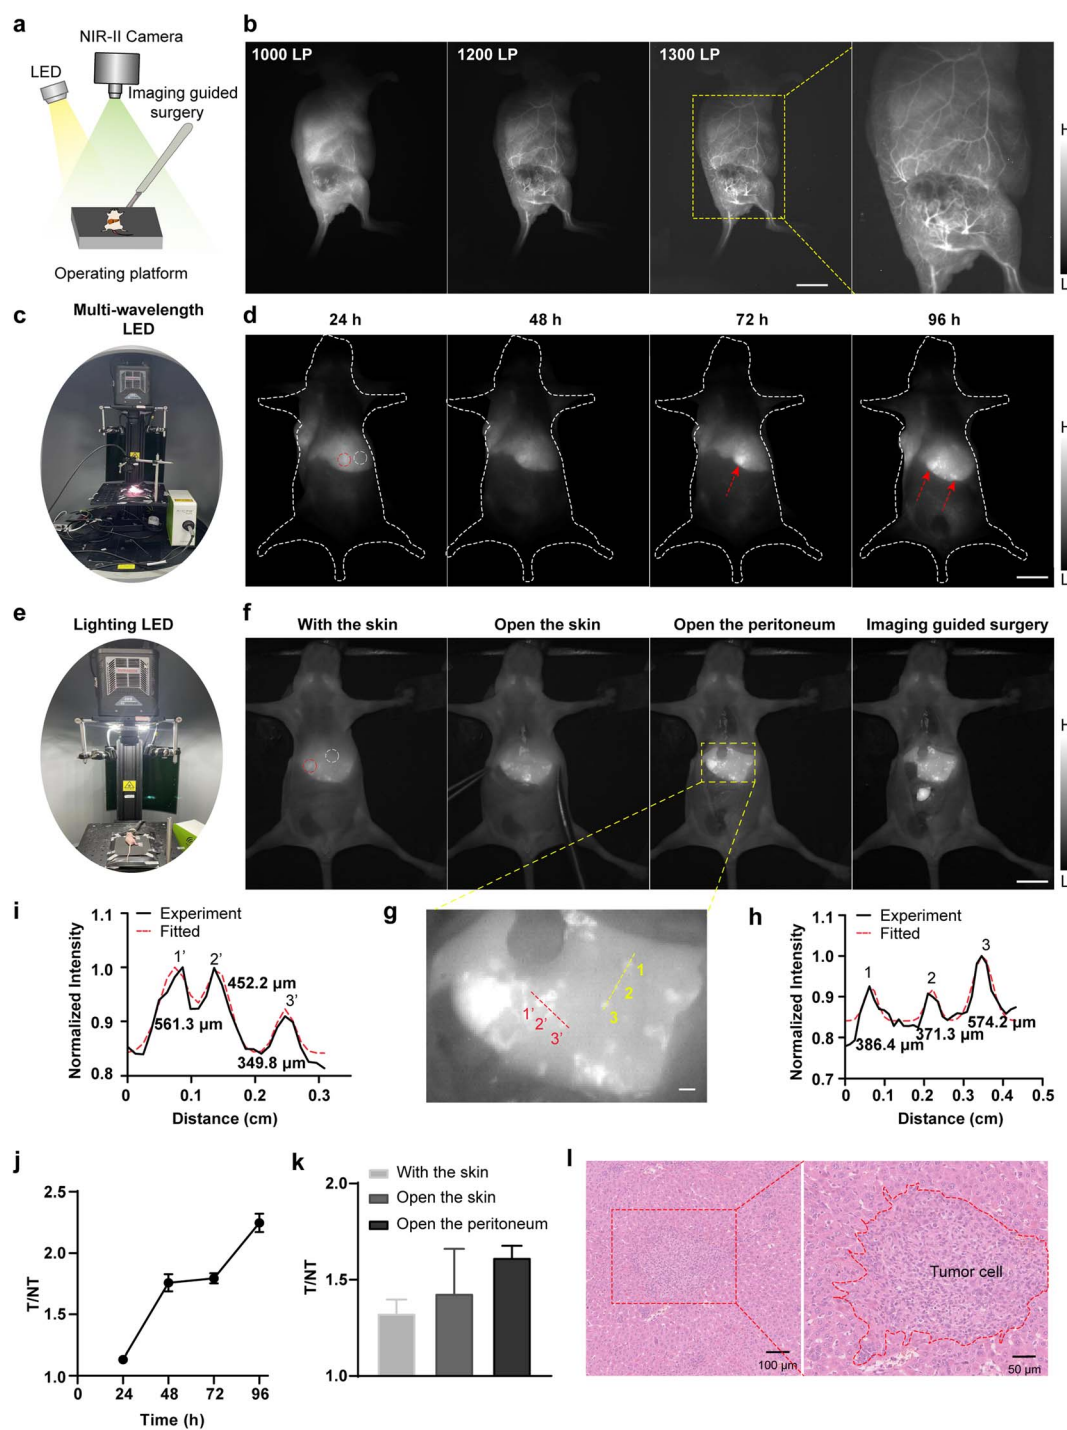 a
NIR-II Camera
LED
Imaging guided
surgery
Operating platform
b
1000 LP
1200 LP
1300 LP
H
L
c
Multi-wavelength
LED
d
24 h
48 h
72 h
96 h
H
L
e
Lighting LED
f
With the skin
Open the skin
Open the peritoneum
Imaging guided surgery
H
L
i
Experiment
Fitted
Normalized Intensity
1.1
1.0
0.9
0.8
1’
2’
3’
452.2 µm
561.3 µm
349.8 µm
0
0.1
0.2
0.3
Distance (cm)
g
1
2
3
1’
2’
3’
h
Experiment
Fitted
Normalized Intensity
1.1
1.0
0.9
0.8
0.7
1
2
3
386.4 µm
371.3 µm
574.2 µm
0
0.1
0.2
0.3
0.4
0.5
Distance (cm)
j
T/NT
2.5
2.0
1.5
1.0
0
24
48
72
96
Time (h)
k
With the skin
Open the skin
Open the peritoneum
T/NT
2.0
1.5
1.0
l
Tumor cell
100 µm
50 µm